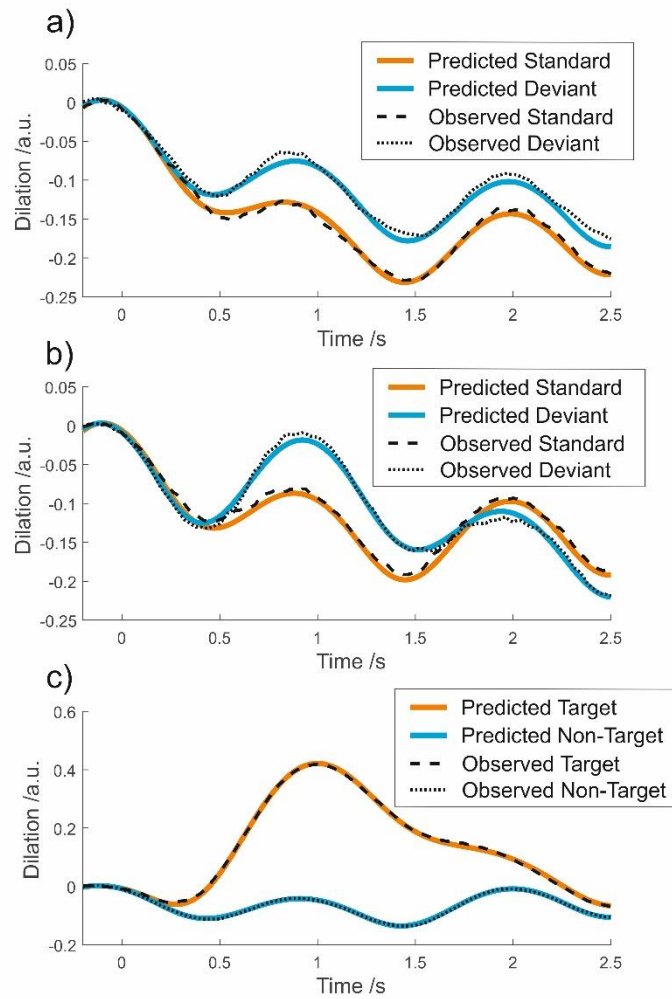 a)
Predicted Standard
Predicted Deviant
Observed Standard
Observed Deviant
0.05
0
-0.05
-0.1
-0.15
-0.2
-0.25
Dilation /a.u.
0 0.5 1 1.5 2 2.5
Time /s
b)
Predicted Standard
Predicted Deviant
Observed Standard
Observed Deviant
0.05
0
-0.05
-0.1
-0.15
-0.2
-0.25
Dilation /a.u.
0 0.5 1 1.5 2 2.5
Time /s
c)
Predicted Target
Predicted Non-Target
Observed Target
Observed Non-Target
0.6
0.4
0.2
0
-0.2
Dilation /a.u.
0 0.5 1 1.5 2 2.5
Time /s